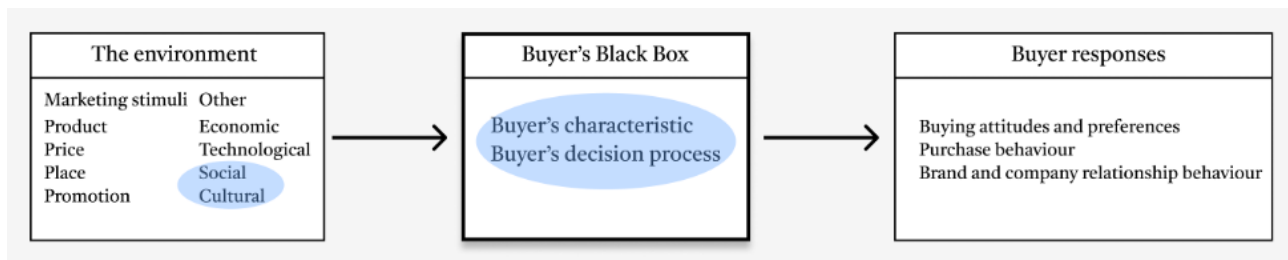 The environment
Marketing stimuli Other
Product Economic
Price Technological
Place Social
Promotion Cultural
Buyer's Black Box
Buyer's characteristic
Buyer's decision process
Buyer responses
Buying attitudes and preferences
Purchase behaviour
Brand and company relationship behaviour